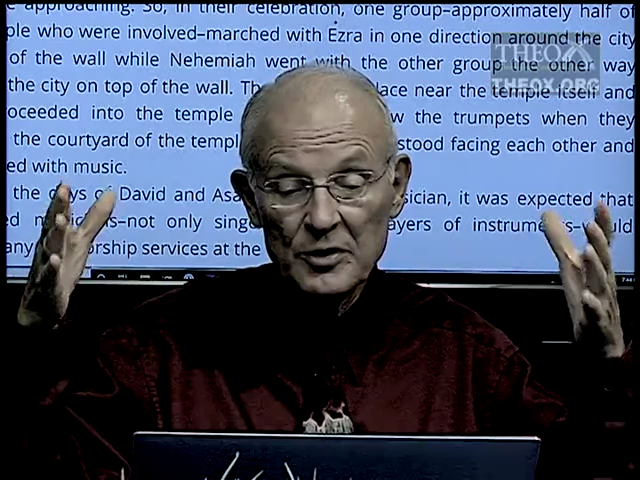 approaching. So, in their celebration, one group–approximately half of
ple who were involved–marched with Ezra in one direction around the city
of the wall while Nehemiah went with the other group the other way
the city on top of the wall. Th lace near the temple itself and
oceeded into the temple w the trumpets when they
the courtyard of the templ stood facing each other and
ed with music.
the days of David and Asa sician, it was expected that
ed not only singe ayers of instruments–would
any worship services at the
THEOX
THEOX.ORG